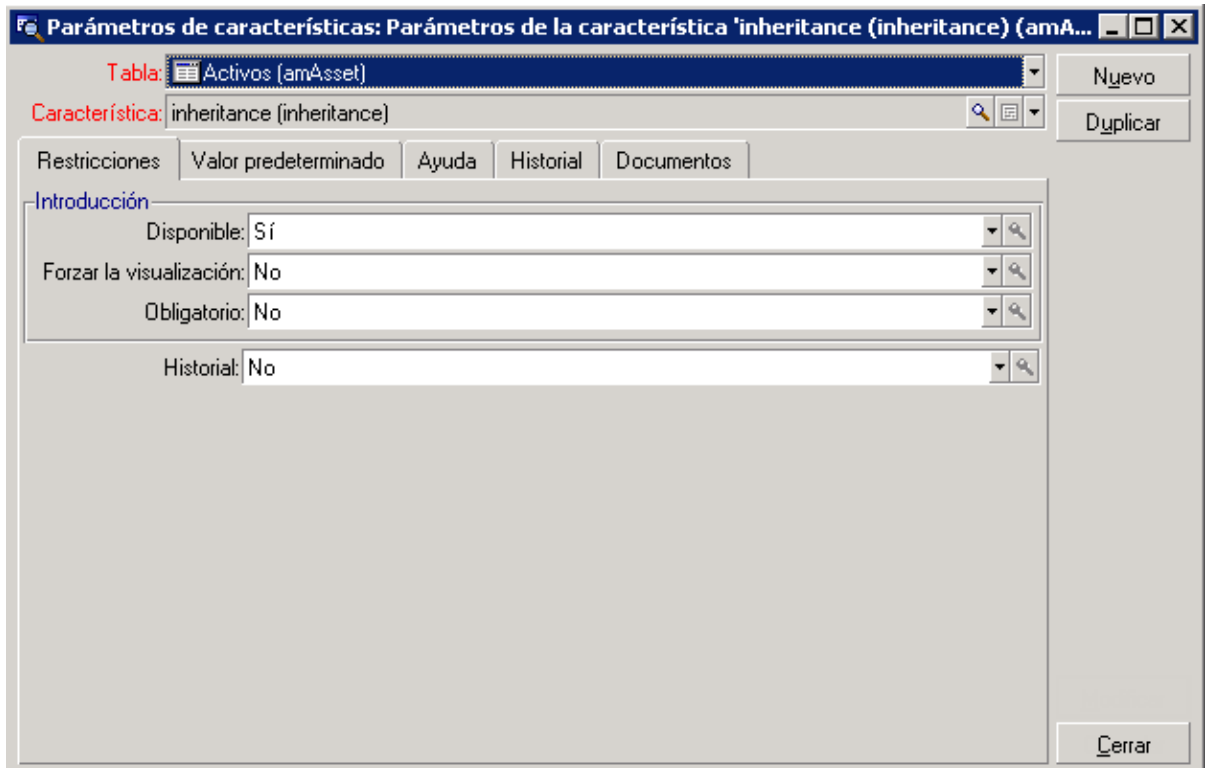 Parámetros de características: Parámetros de la característica 'inheritance (inheritance) (amA...
Tabla: Activos (amAsset)
Nuevo
Característica: inheritance (inheritance)
Duplicar
Restricciones Valor predeterminado Ayuda Historial Documentos
Introducción
Disponible: Sí
Forzar la visualización: No
Obligatorio: No
Historial: No
Cerrar